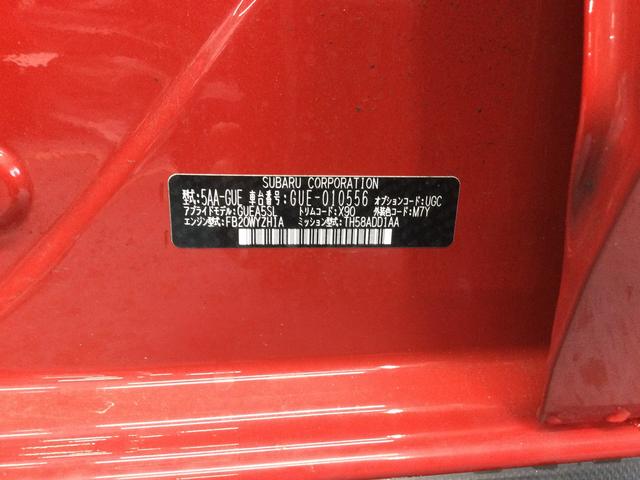 SUBARU CORPORATION
型式:5AA-GUE 車台番号:GUE-010556 オプションコード:UGC
アプライドモデル:GUEA5SL トリムコード:X90 外装色コード:M7Y
エンジン型式:FB20WYZH1A ミッション型式:TH58ADD1AA